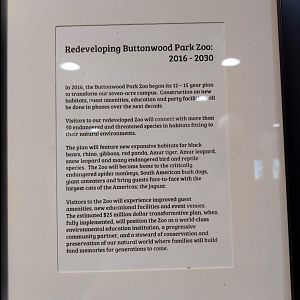 Redeveloping Buttonwood Park Zoo:
2016 - 2030
In 2016, the Buttonwood Park Zoo began its 12 - 15 year plan
to transform our seven-acre campus. Construction on new
habitats, guest amenities, education and party facilities will
be done in phases over the next decade.
Visitors to our redeveloped Zoo will connect with more than
50 endangered and threatened species in habitats fitting to
their natural environments.
The plan will feature new expansive habitats for black
bears, rhino, gibbons, red panda, Amur tiger, Amur leopard,
snow leopard and many endangered bird and reptile
species. The Zoo will become home to the critically
endangered spider monkeys, South American bush dogs,
giant anteaters and bring guests face-to-face with the
largest cats of the Americas; the jaguar.
Visitors to the Zoo will experience improved guest
amenities, new educational facilities and event venues.
The estimated $25 million dollar transformative plan, when
fully implemented, will position the Zoo as a world-class
environmental education institution, a progressive
community partner, and a steward of conservation and
preservation of our natural world where families will build
fond memories for generations to come.